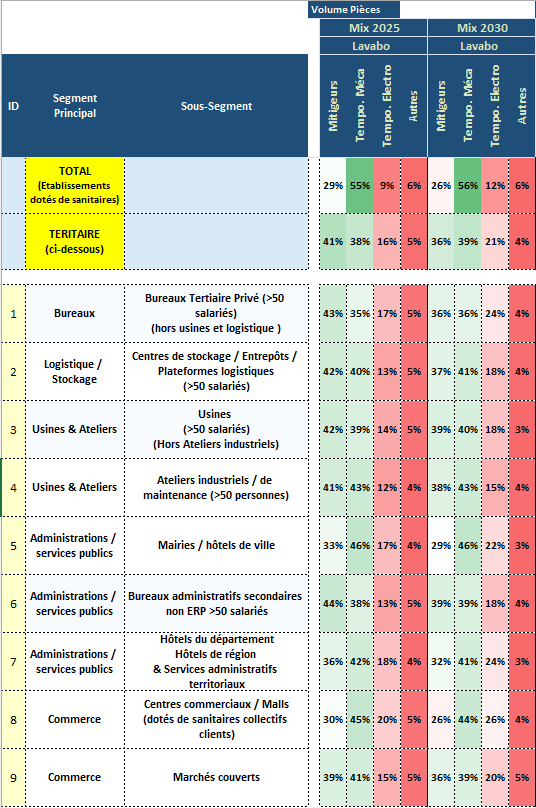 Volume Pièces
Mix 2025 Mix 2030
Lavabo Lavabo
ID Segment Principal Sous-Segment Mitigeurs Tempo. Méca Tempo. Electro Autres Mitigeurs Tempo. Méca Tempo. Electro Autres
TOTAL
(Etablissements
dotés de sanitaires)
29% 55% 9% 6% 26% 56% 12% 6%
TERITAIRE
(ci-dessous)
41% 38% 16% 5% 36% 39% 21% 4%
1 Bureaux
Bureaux Tertiaire Privé (>50
salariés)
(hors usines et logistique )
43% 35% 17% 5% 36% 36% 24% 4%
2 Logistique /
Stockage
Centres de stockage / Entrepôts /
Plateformes logistiques
(>50 salariés)
42% 40% 13% 5% 37% 41% 18% 4%
3 Usines & Ateliers
Usines
(>50 salariés)
(Hors Ateliers industriels)
42% 39% 14% 5% 39% 40% 18% 3%
4 Usines & Ateliers
Ateliers industriels / de
maintenance (>50 personnes)
41% 43% 12% 4% 38% 43% 15% 4%
5 Administrations /
services publics
Mairies / hôtels de ville
33% 46% 17% 4% 29% 46% 22% 3%
6 Administrations /
services publics
Bureaux administratifs secondaires
non ERP >50 salariés
44% 38% 13% 5% 39% 39% 18% 4%
7 Administrations /
services publics
Hôtels du département
Hôtels de région
& Services administratifs
territoriaux
36% 42% 18% 4% 32% 41% 24% 3%
8 Commerce
Centres commerciaux / Malls
(dotés de sanitaires collectifs
clients)
30% 45% 20% 5% 26% 44% 26% 4%
9 Commerce
Marchés couverts
39% 41% 15% 5% 36% 39% 20% 5%